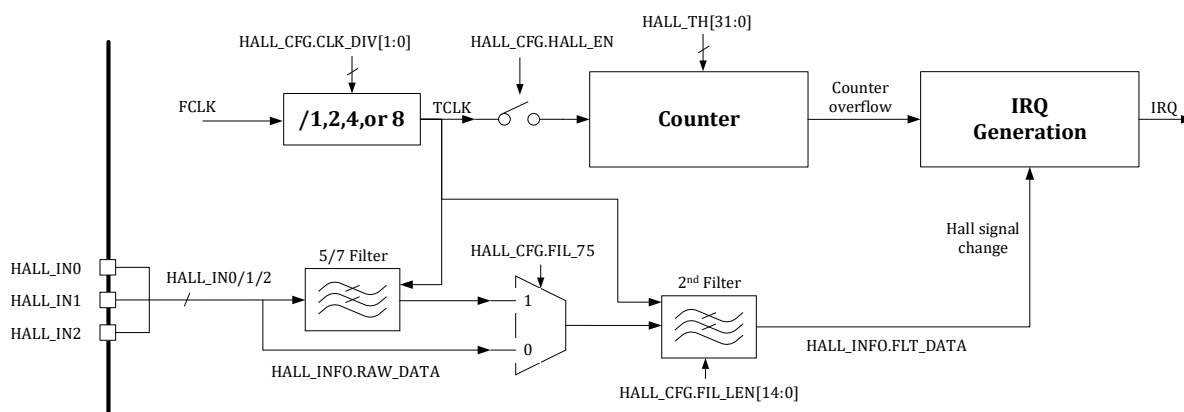 HALL_TH[31:0]
HALL_CFG.CLK_DIV[1:0]
HALL_CFG.HALL_EN
FCLK
/1,2,4,or 8
TCLK
Counter
Counter
overflow
IRQ
Generation
IRQ
Hall signal
change
HALL_IN0
HALL_IN1
HALL_IN2
HALL_IN0/1/2
5/7 Filter
HALL_CFG.FIL_75
1
0
2nd Filter
HALL_INFO.RAW_DATA
HALL_INFO.FLT_DATA
HALL_CFG.FIL_LEN[14:0]